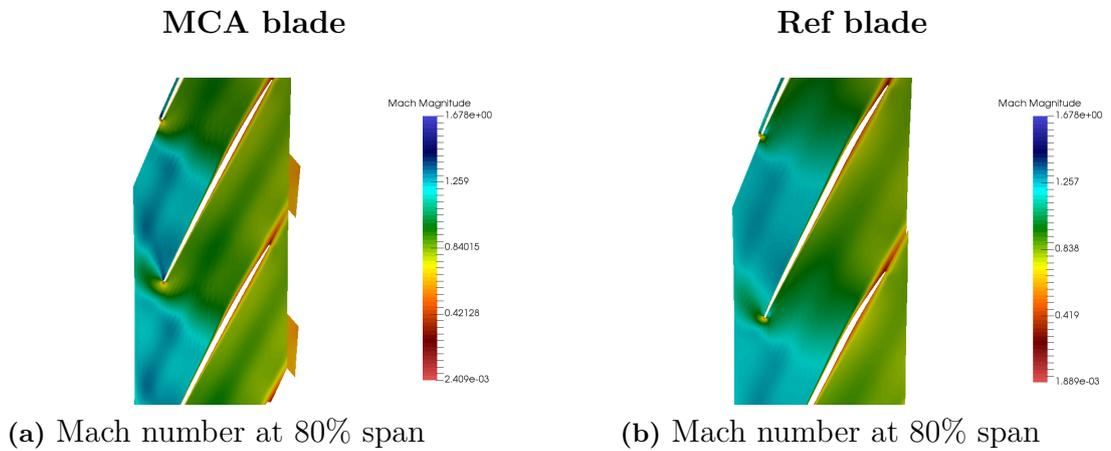 MCA blade
Ref blade
Mach Magnitude
1.678e+00
1.259
0.84015
0.42128
2.409e-03
Mach Magnitude
1.678e+00
1.257
0.838
0.419
1.889e-03
(a) Mach number at 80% span
(b) Mach number at 80% span